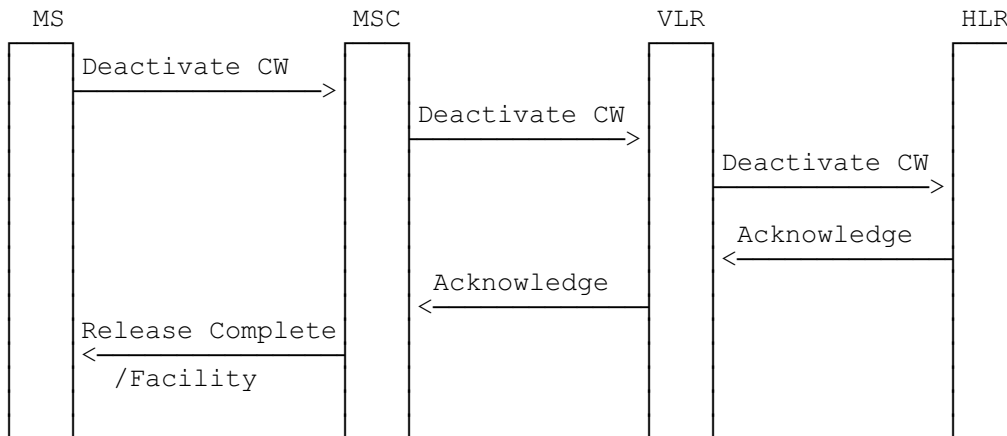 MS MSC VLR HLR
Deactivate CW
Deactivate CW
Deactivate CW
Acknowledge
Acknowledge
Release Complete
/Facility